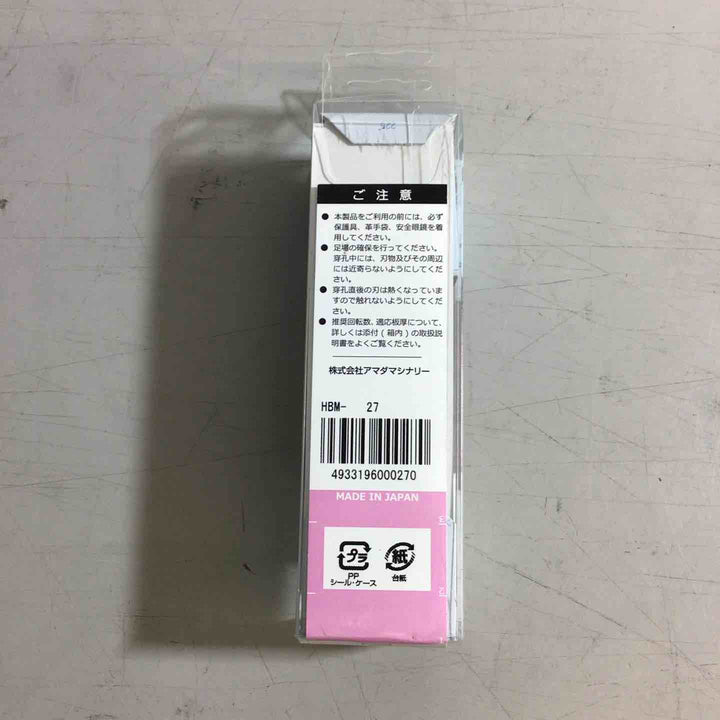 ご注意
● 本製品をご利用の前には、必ず
保護具、革手袋、安全眼鏡を着
用してください。
● 足場の確保を行ってください。
穿孔中には、刃物及びその周辺
には近寄らないようにしてくだ
さい。
● 穿孔直後の刃は熱くなっていま
すので触れないようにしてくだ
さい。
● 推奨回転数、適応板厚について、
詳しくは添付(箱内)の取扱説
明書をよくご覧ください。
株式会社アマダマシナリー
HBM- 27
4933196000270
MADE IN JAPAN
プラ
PP
シール・ケース
紙
台紙